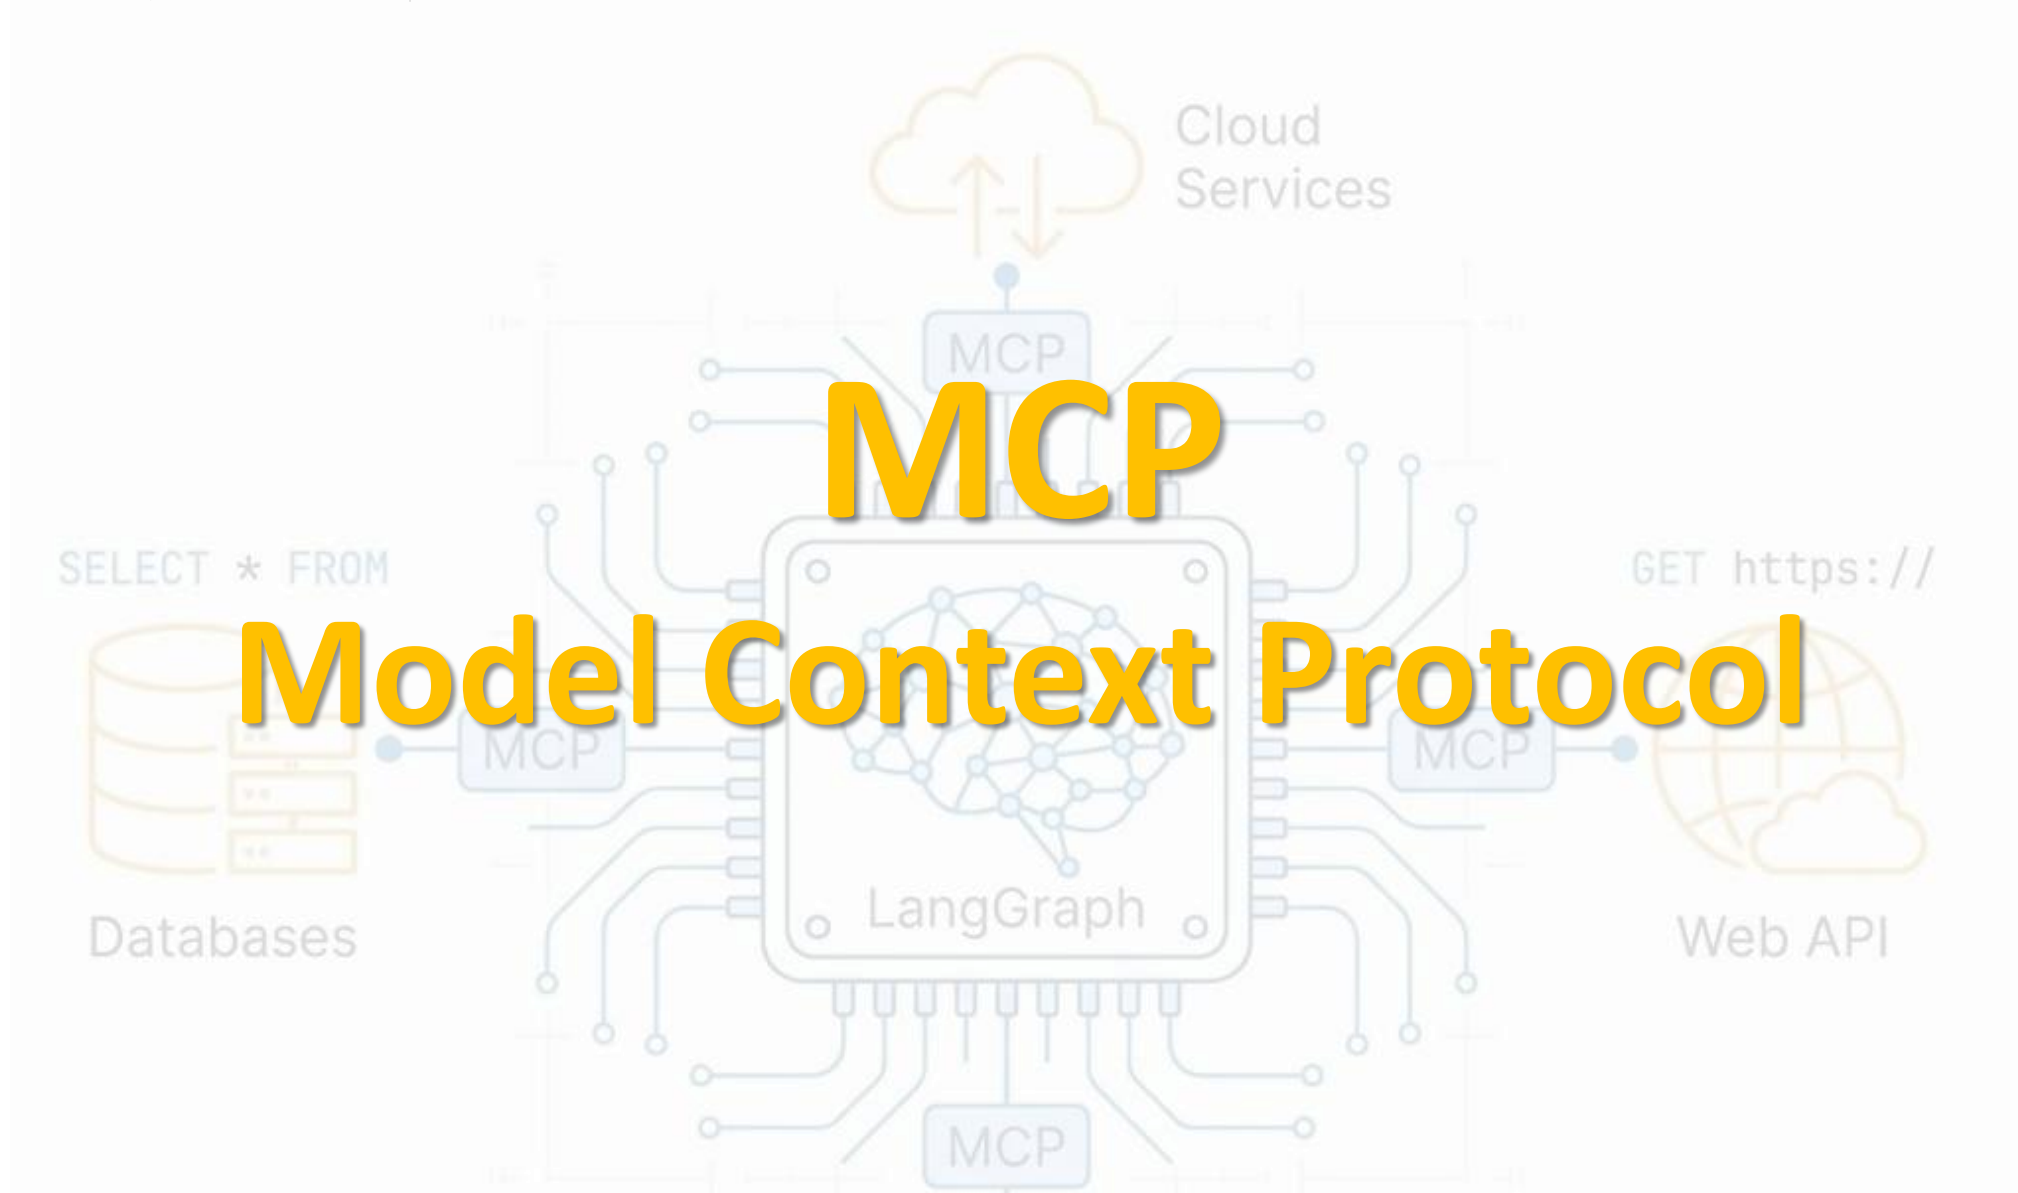 Cloud
Services
MCP
MCP
SELECT * FROM
GET https://
Model Context Protocol
MCP
MCP
LangGraph
Databases
Web API
MCP